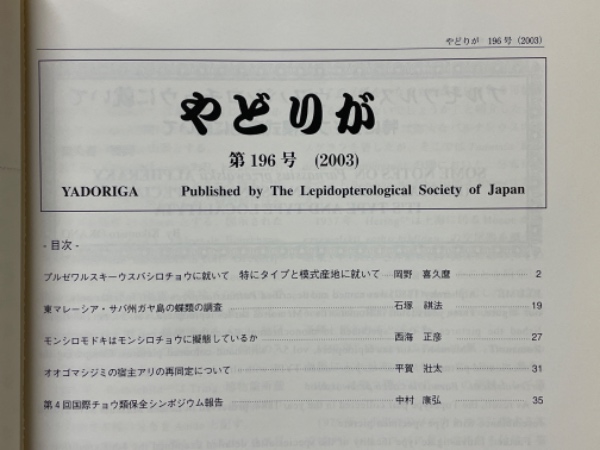 やどりが 196号 (2003)
やどりが
第196号 (2003)
YADORIGA Published by The Lepidopterological Society of Japan
- 目次 -
プルゼワルスキーウスバシロチョウに就いて 特にタイプと模式産地に就いて 岡野 喜久麿 2
東マレーシア・サバ州ガヤ島の蝶類の調査 石塚 祺法 19
モンシロモドキはモンシロチョウに擬態しているか 西海 正彦 27
オオゴマシジミの宿主アリの再同定について 平賀 壯太 31
第4回国際チョウ類保全シンポジウム報告 中村 康弘 35